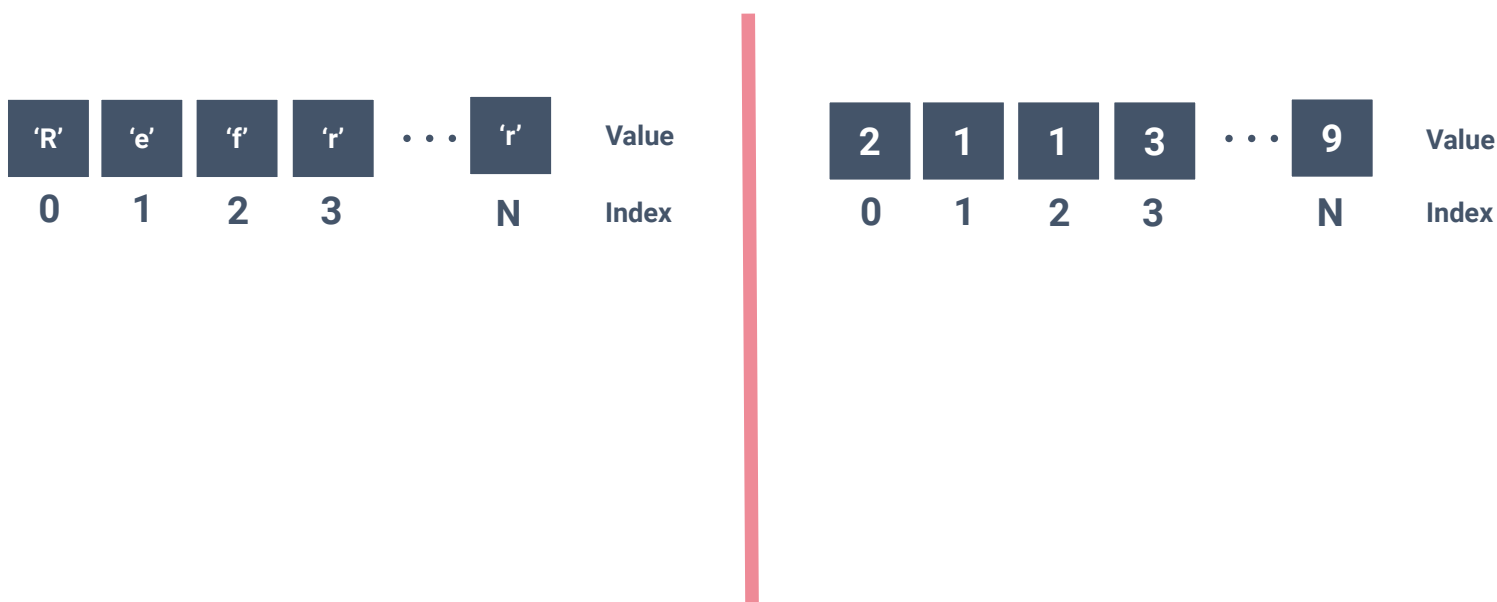 ‘R’ ‘e’ ‘f’ ‘r’ ... ‘r’ Value
0 1 2 3 N Index
2 1 1 3 ... 9 Value
0 1 2 3 N Index